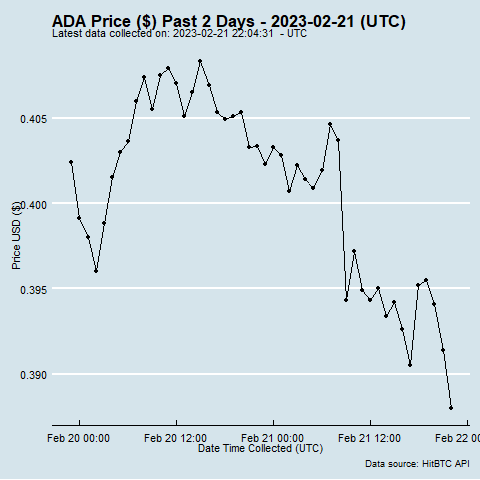 ADA Price ($) Past 2 Days - 2023-02-21 (UTC)
Latest data collected on: 2023-02-21 22:04:31 - UTC
Price USD ($)
0.405
0.400
0.395
0.390
Feb 20 00:00
Feb 20 12:00
Feb 21 00:00
Feb 21 12:00
Feb 22 00
Date Time Collected (UTC)
Data source: HitBTC API